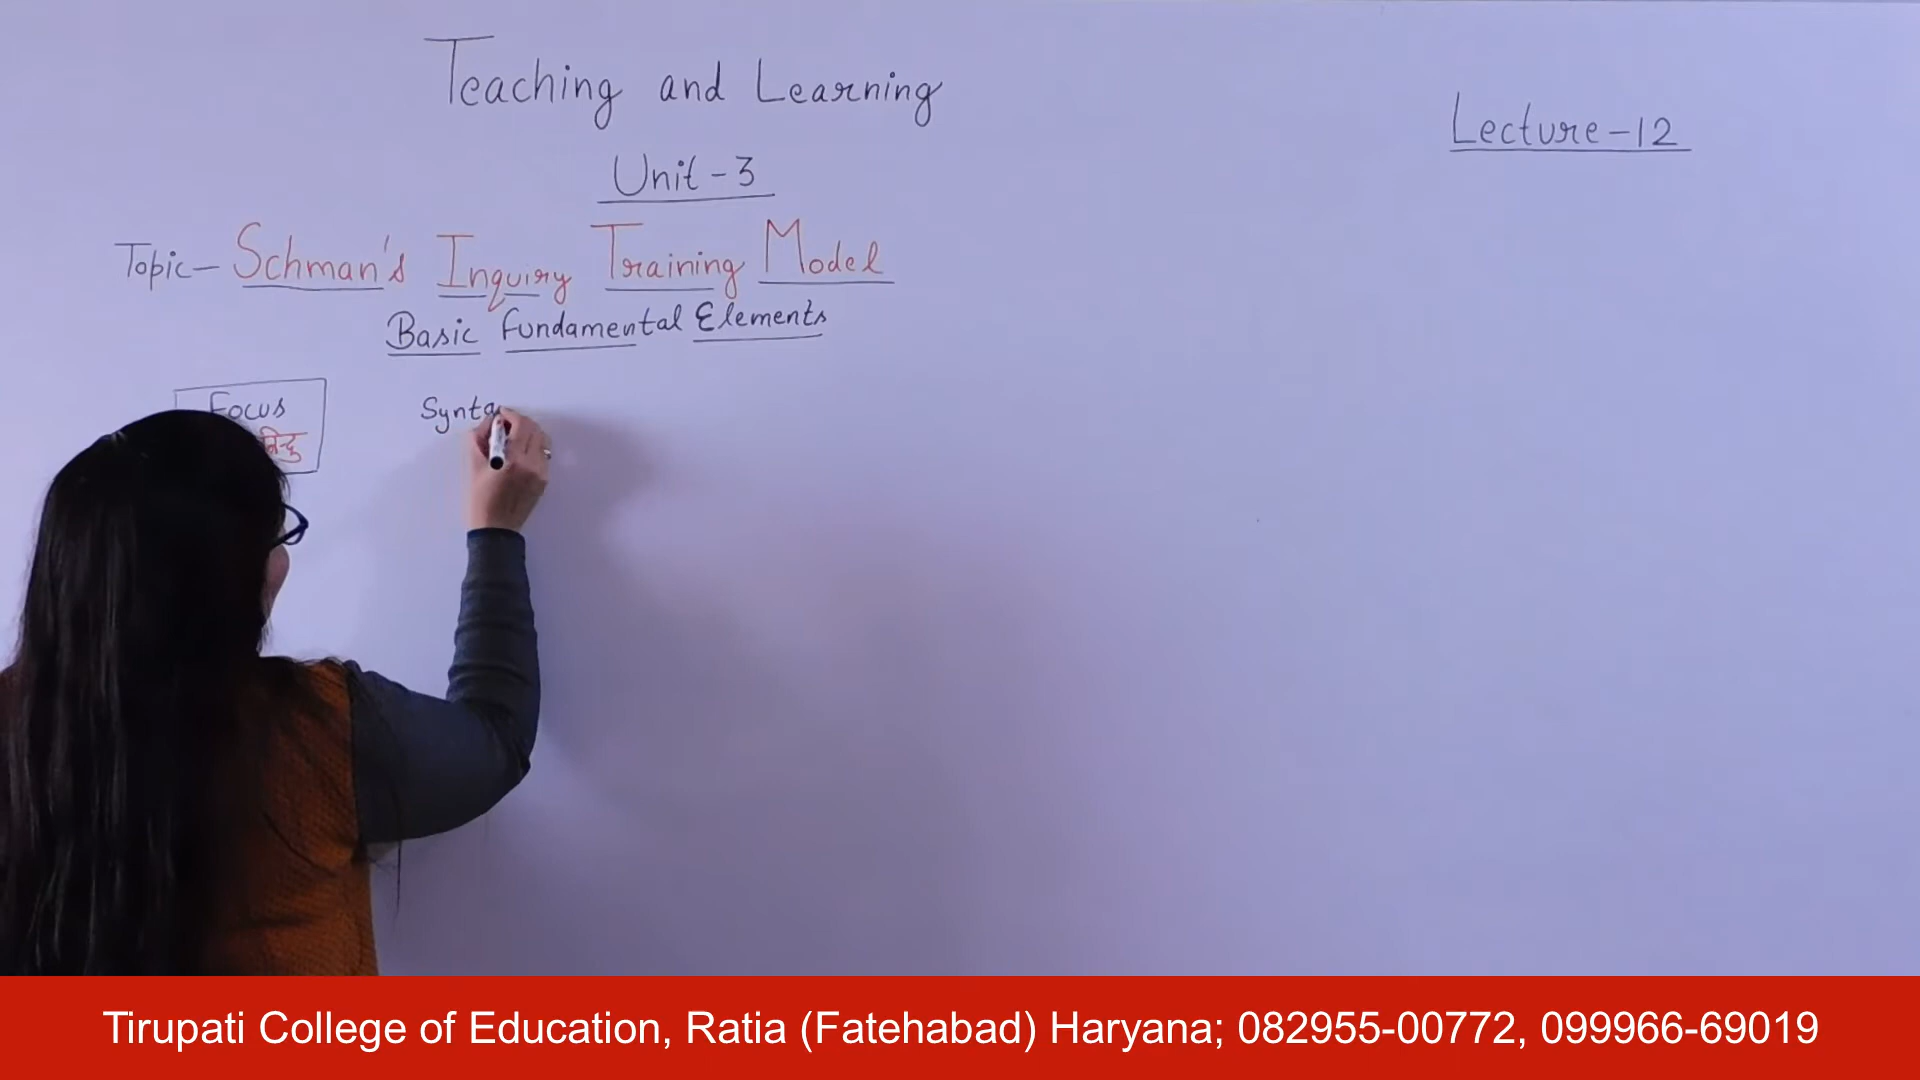 Teaching and Learning
Lecture-12
Unit-3
Topic- Schman's Inquiry Training Model
Basic Fundamental Elements
Focus
Synta
Tirupati College of Education, Ratia (Fatehabad) Haryana; 082955-00772, 099966-69019